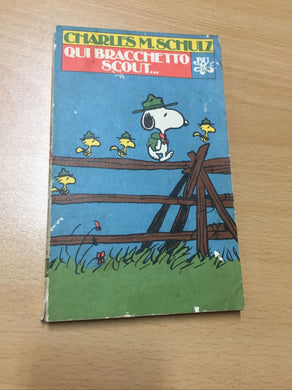 CHARLES M. SCHULZ
QUI BRACCHETTO
SCOUT...
BUR